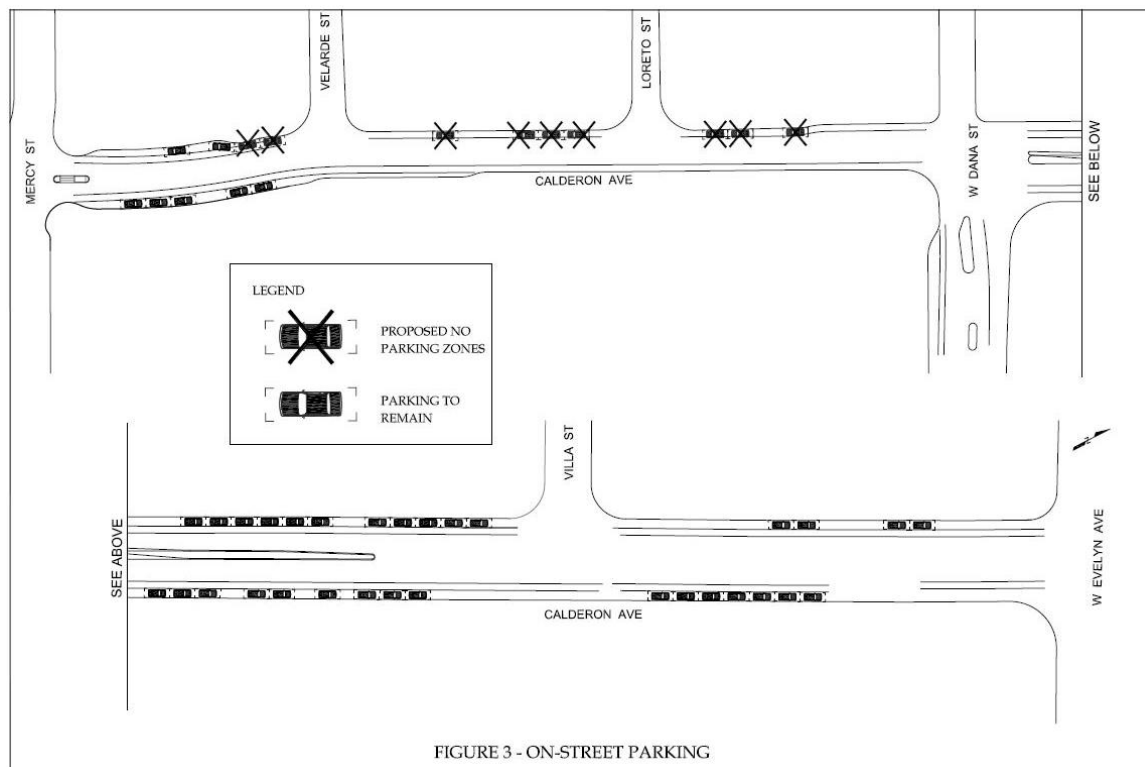 VELARDE ST
LORETO ST
MERCY ST
CALDERON AVE
W DANA ST
SEE BELOW
LEGEND
PROPOSED NO
PARKING ZONES
PARKING TO
REMAIN
VILLA ST
SEE ABOVE
CALDERON AVE
W EVELYN AVE
FIGURE 3 - ON-STREET PARKING